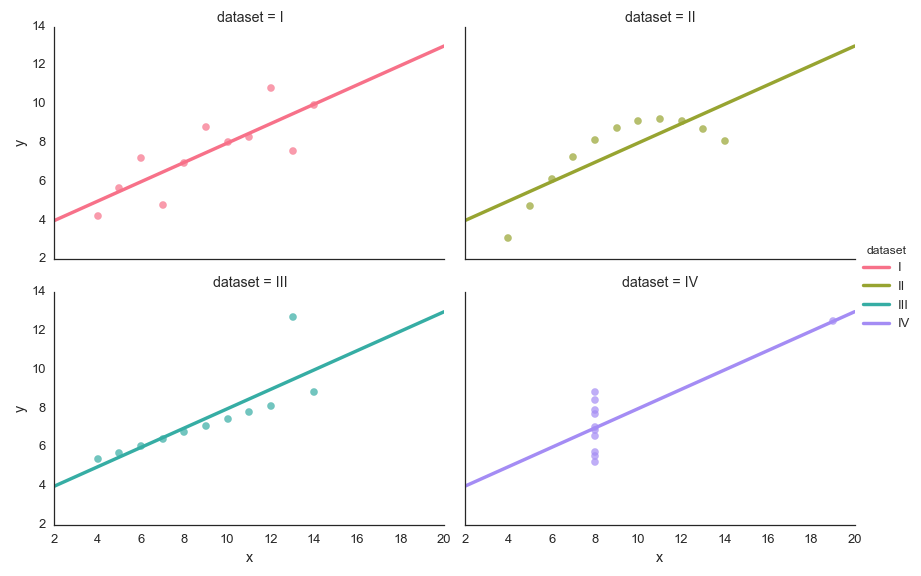 dataset = I
dataset = II
14
12
10
8
6
4
2
y
dataset
I
II
III
IV
dataset = III
dataset = IV
14
12
10
8
6
4
2
y
2 4 6 8 10 12 14 16 18 20
2 4 6 8 10 12 14 16 18 20
x
x